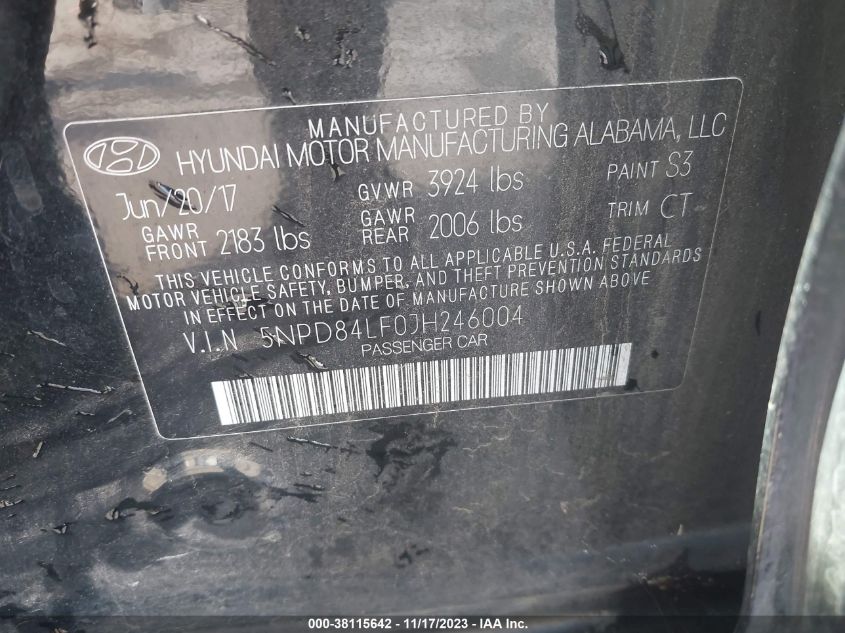 MANUFACTURED BY
HYUNDAI MOTOR MANUFACTURING ALABAMA, LLC
Jun/20/17 GVWR 3924 lbs PAINT S3
GAWR FRONT 2183 lbs GAWR REAR 2006 lbs TRIM CT
THIS VEHICLE CONFORMS TO ALL APPLICABLE U.S.A. FEDERAL
MOTOR VEHICLE SAFETY, BUMPER, AND THEFT PREVENTION STANDARDS
IN EFFECT ON THE DATE OF MANUFACTURE SHOWN ABOVE
V.I.N 5NPD84LF0JH246004
PASSENGER CAR
000-38115642 - 11/17/2023 - IAA Inc.